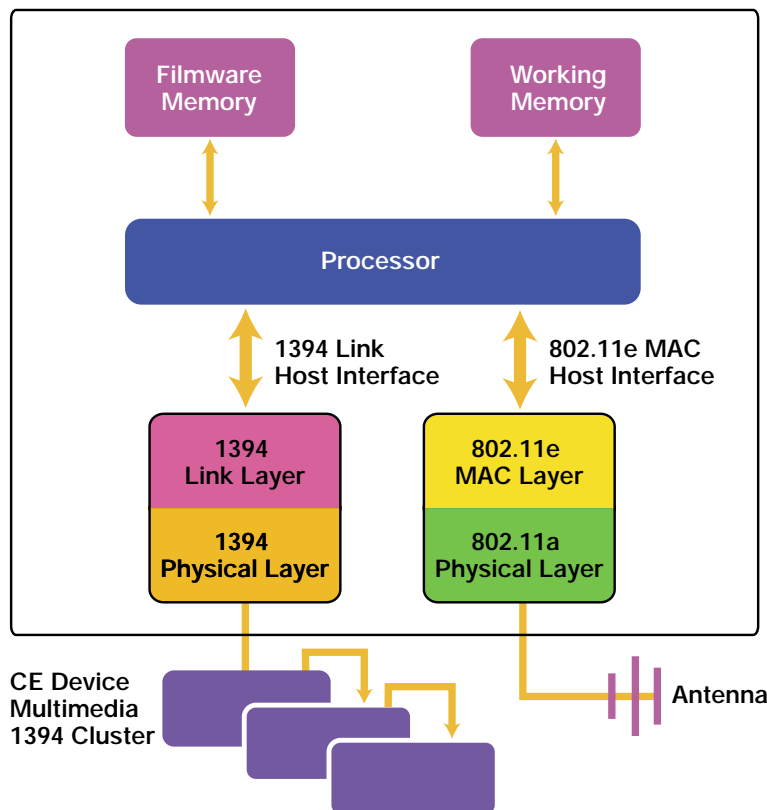 Filmware
Memory
Working
Memory
Processor
1394 Link
Host Interface
802.11e MAC
Host Interface
1394
Link Layer
802.11e
MAC Layer
1394
Physical Layer
802.11a
Physical Layer
CE Device
Multimedia
1394 Cluster
Antenna